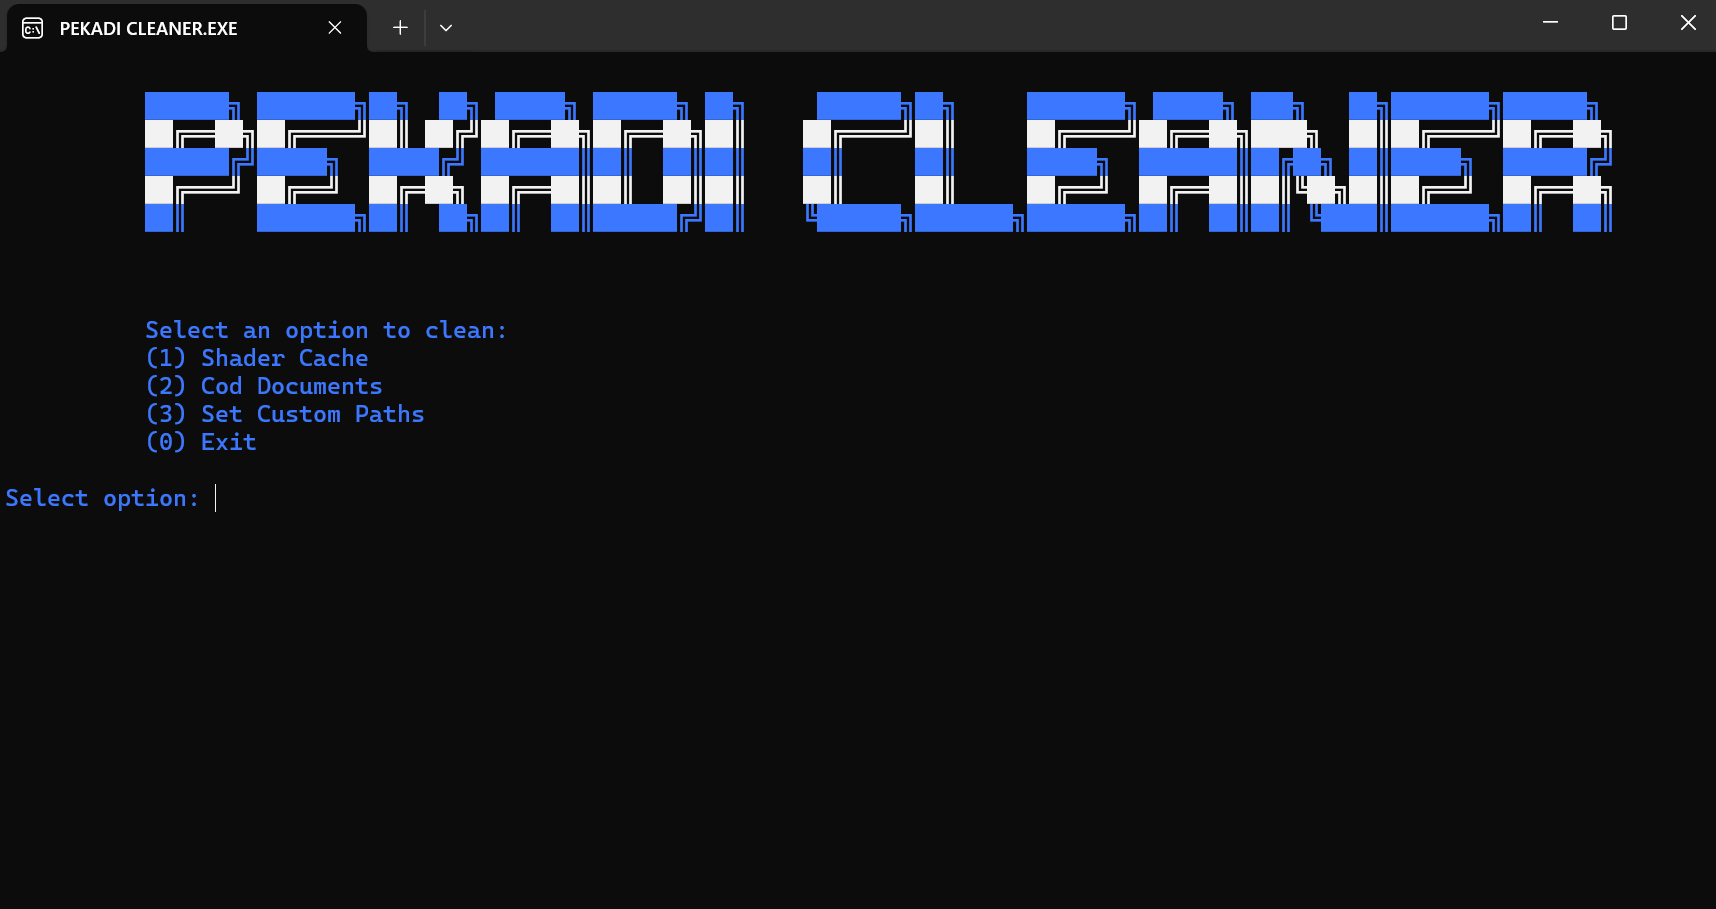 PEKADI CLEANER.EXE
PEKADI CLEANER
Select an option to clean:
(1) Shader Cache
(2) Cod Documents
(3) Set Custom Paths
(0) Exit
Select option: